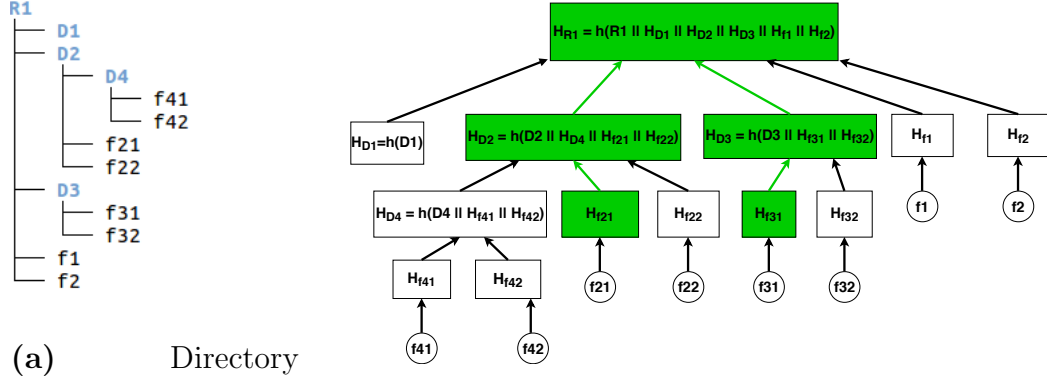 R1
D1
D2
D4
f41
f42
f21
f22
D3
f31
f32
f1
f2
(a) Directory
H_R1 = h(R1 || H_D1 || H_D2 || H_D3 || H_f1 || H_f2)
H_D1=h(D1)
H_D2 = h(D2 || H_D4 || H_f21 || H_f22)
H_D3 = h(D3 || H_f31 || H_f32)
H_f1
H_f2
H_D4 = h(D4 || H_f41 || H_f42)
H_f21
H_f22
H_f31
H_f32
f1
f2
H_f41
H_f42
f21
f22
f31
f32
f41
f42